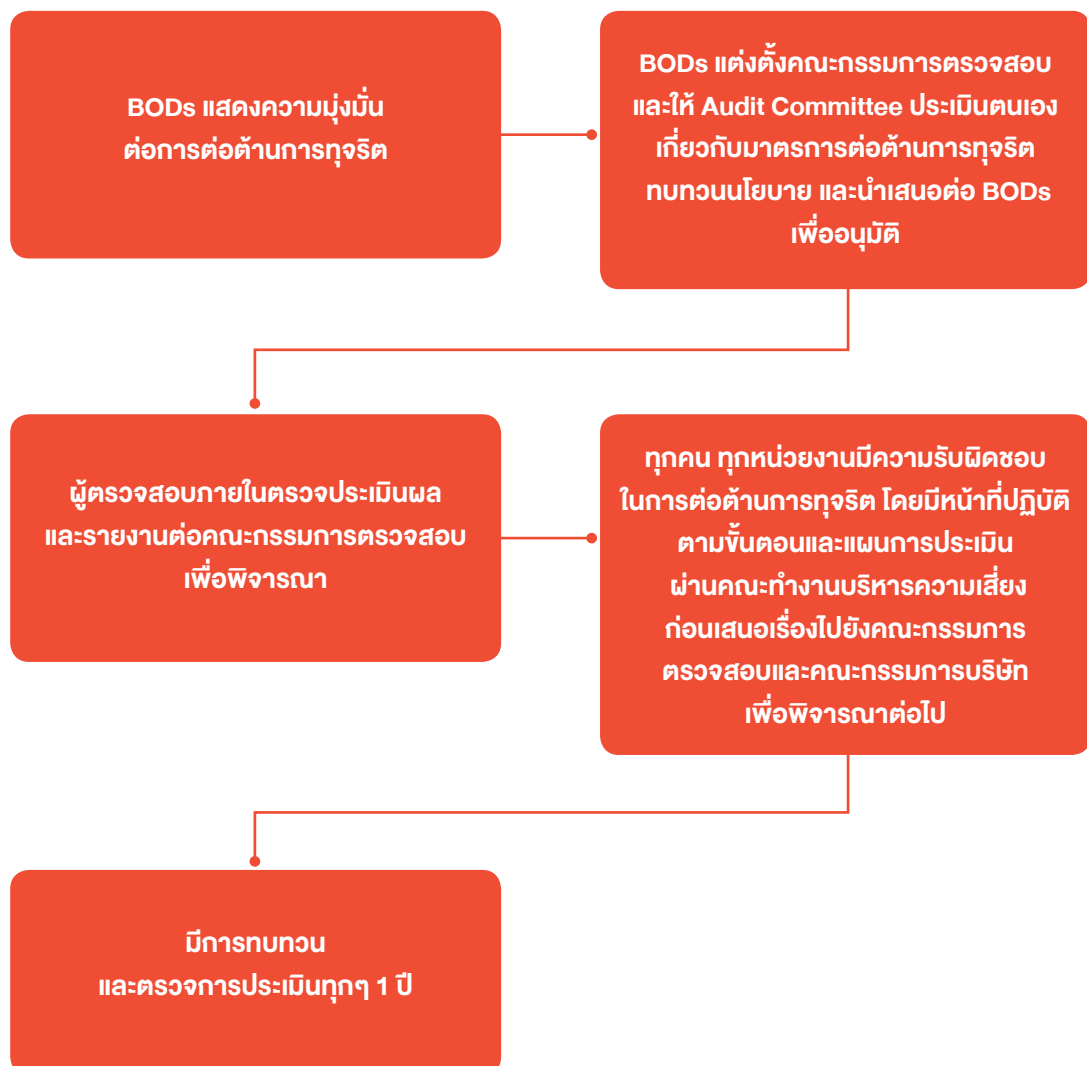 BODs แสดงความมุ่งมั่น
ต่อการต่อต้านการทุจริต
BODs แต่งตั้งคณะกรรมการตรวจสอบ
และให้ Audit Committee ประเมินตนเอง
เกี่ยวกับมาตรการต่อต้านการทุจริต
ทบทวนนโยบาย และนำเสนอต่อ BODs
เพื่ออนุมัติ
ผู้ตรวจสอบภายในตรวจประเมินผล
และรายงานต่อคณะกรรมการตรวจสอบ
เพื่อพิจารณา
ทุกคน ทุกหน่วยงานมีความรับผิดชอบ
ในการต่อต้านการทุจริต โดยมีหน้าที่ปฏิบัติ
ตามขั้นตอนและแผนการประเมิน
ผ่านคณะทำงานบริหารความเสี่ยง
ก่อนเสนอเรื่องไปยังคณะกรรมการ
ตรวจสอบและคณะกรรมการบริษัท
เพื่อพิจารณาต่อไป
มีการทบทวน
และตรวจการประเมินทุกๆ 1 ปี